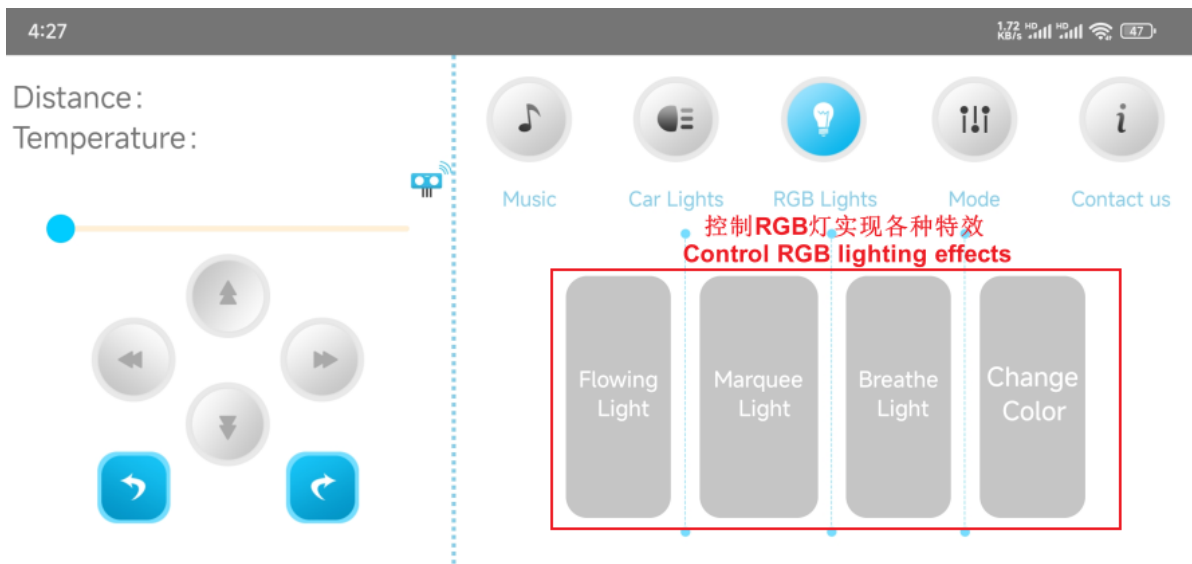 4:27
1.72 KB/s HD HD 47
Distance:
Temperature:
Music
Car Lights
RGB Lights
Mode
Contact us
控制RGB灯实现各种特效
Control RGB lighting effects
Flowing
Light
Marquee
Light
Breathe
Light
Change
Color